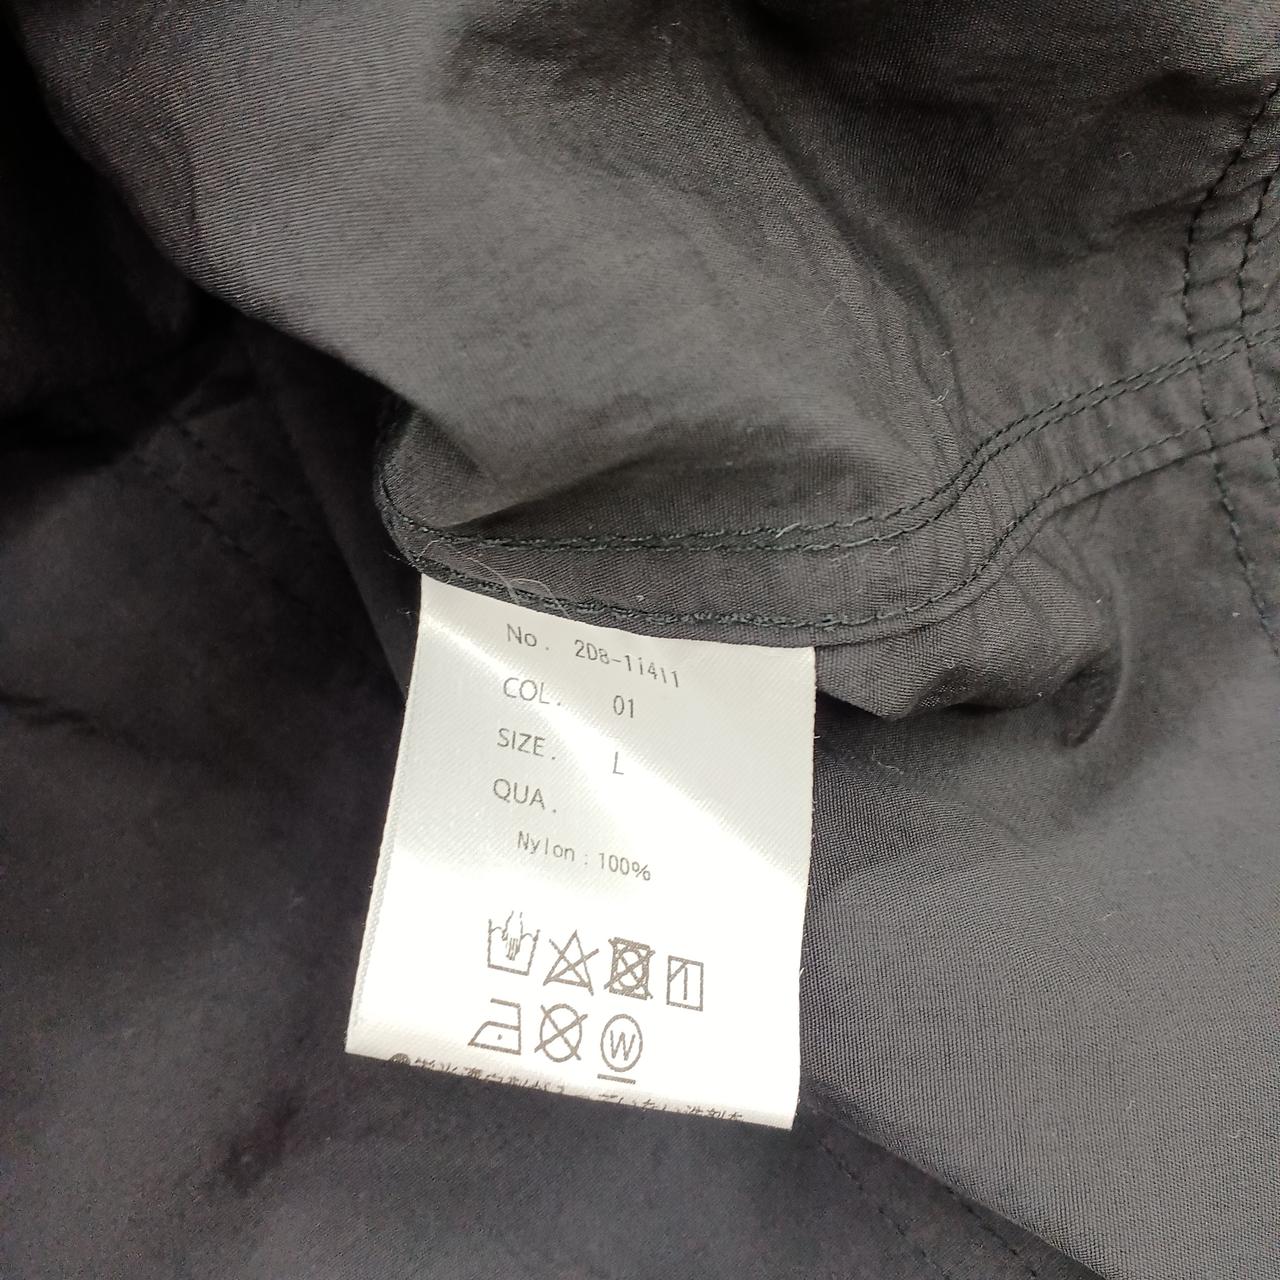 No. 2D8-11411
COL. 01
SIZE. L
QUA.
Nylon : 100%
W